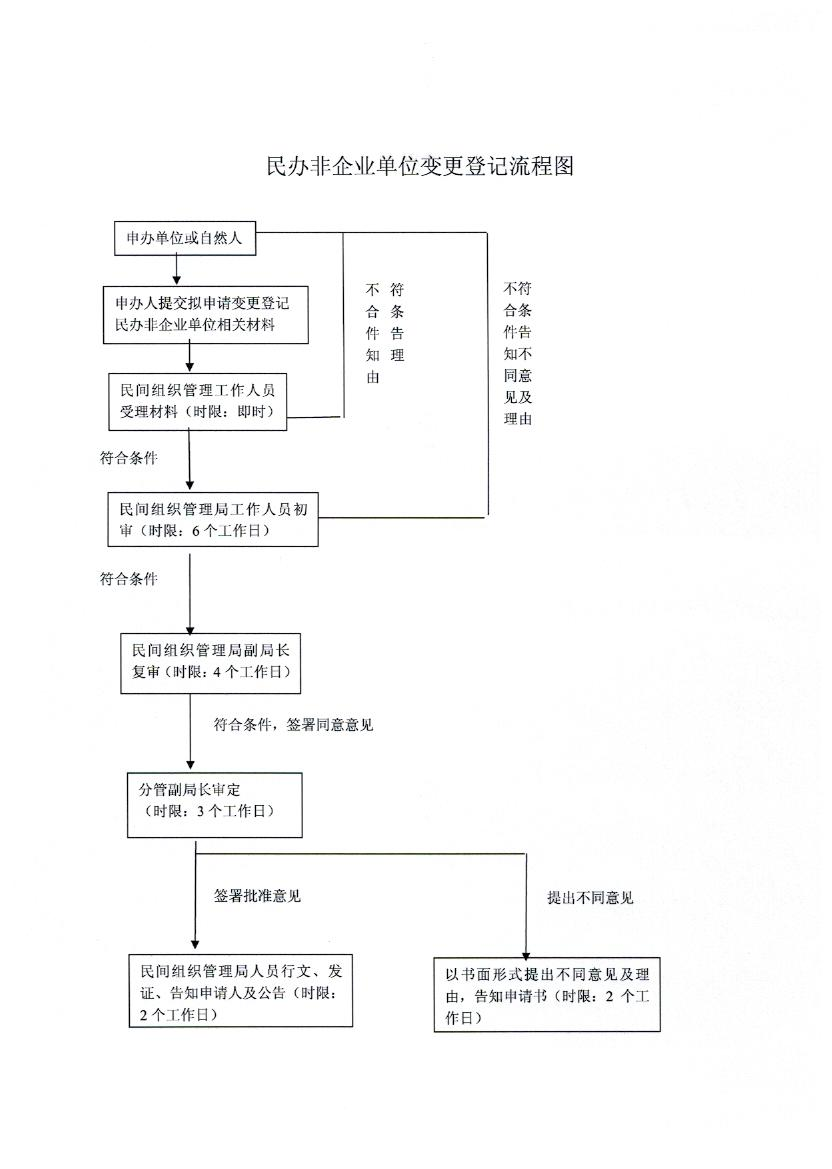 民办非企业单位变更登记流程图
申办单位或自然人
申办人提交拟申请变更登记
民办非企业单位相关材料
民间组织管理工作人员
受理材料（时限：即时）
不 符
合 条
件 告
知 理
由
不符
合条
件告
知不
同意
见及
理由
符合条件
民间组织管理局工作人员初
审（时限：6 个工作日）
符合条件
民间组织管理局副局长
复审（时限：4 个工作日）
符合条件，签署同意意见
分管副局长审定
（时限：3 个工作日）
签署批准意见
提出不同意见
民间组织管理局人员行文、发
证、告知申请人及公告（时限：
2 个工作日）
以书面形式提出不同意见及理
由，告知申请书（时限：2 个工
作日）